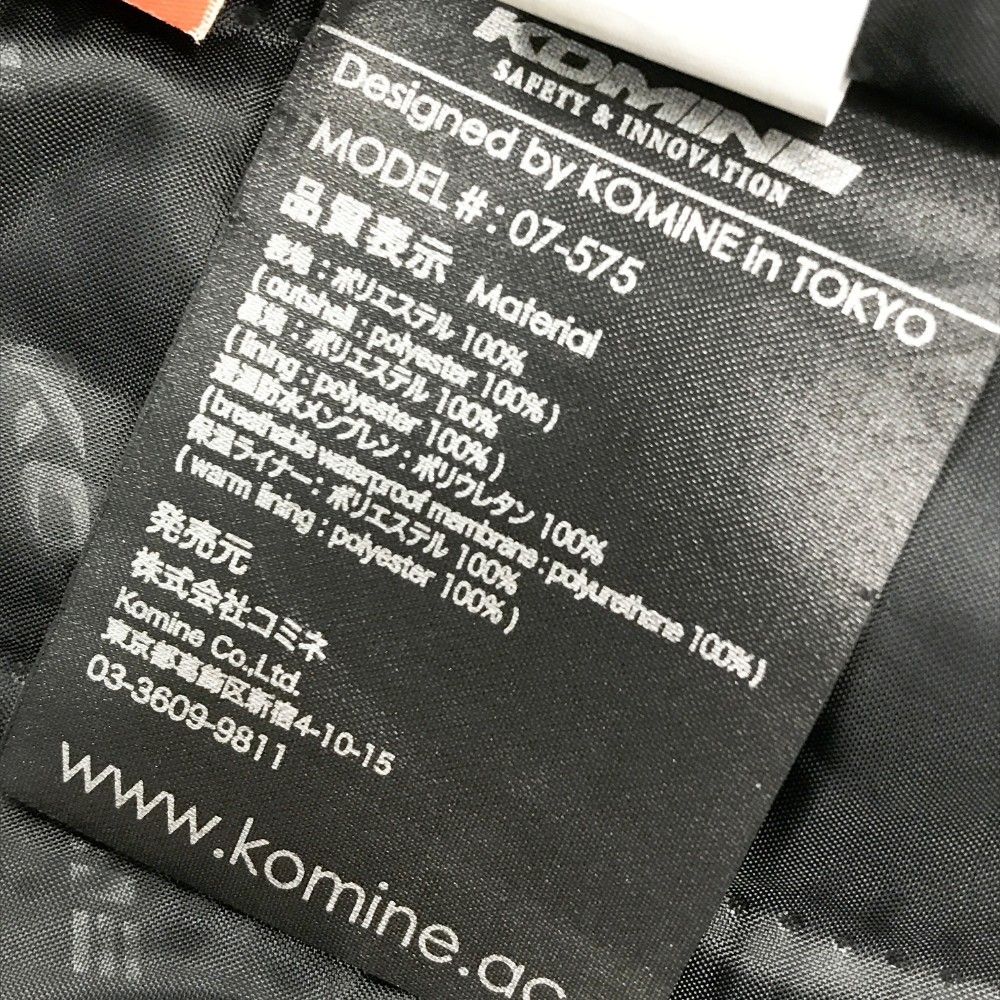 KOMINE
SAFETY & INNOVATION
Designed by KOMINE in TOKYO
MODEL # : 07-575
品質表示 Material
表地 : ポリエステル 100%
( outshell : polyester 100% )
裏地 : ポリエステル 100%
( lining : polyester 100% )
透湿防水メンブレン : ポリウレタン 100%
( breathable waterproof membrane : polyurethane 100% )
保温ライナー : ポリエステル 100%
( warm lining : polyester 100% )
発売元
株式会社コミネ
Komine Co.,Ltd.
東京都葛飾区新宿4-10-15
03-3609-9811
www.komine.ac